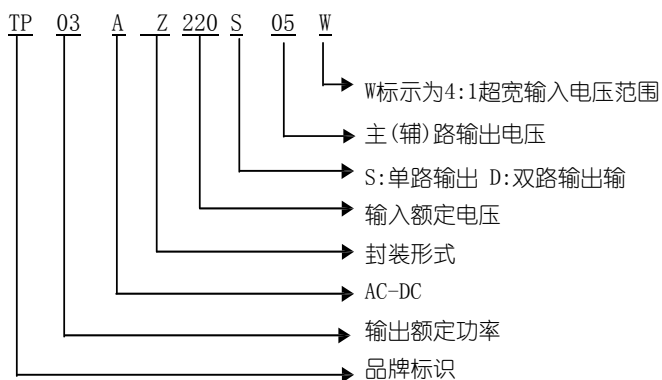 TP 03 A Z 220 S 05 W
W标示为4:1超宽输入电压范围
主(辅)路输出电压
S:单路输出 D:双路输出输
输入额定电压
封装形式
AC-DC
输出额定功率
品牌标识